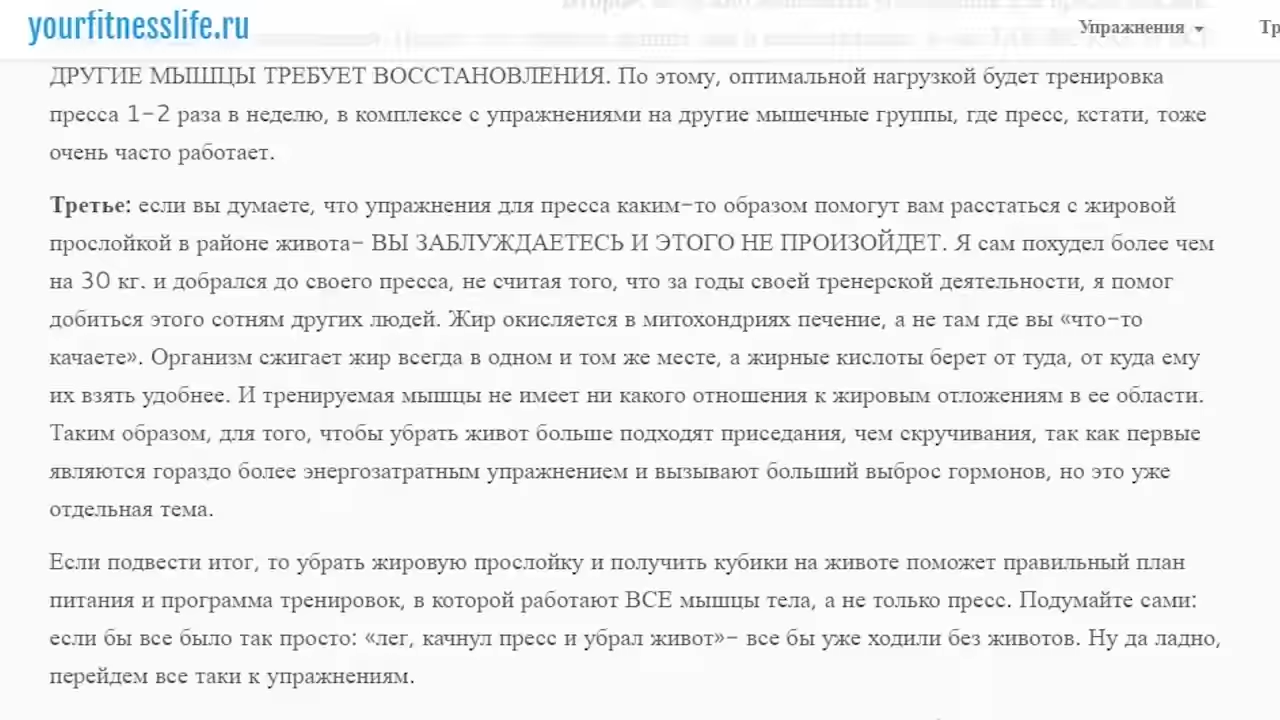 yourfitnesslife.ru
Упражнения
Тр
ДРУГИЕ МЫШЦЫ ТРЕБУЕТ ВОССТАНОВЛЕНИЯ. По этому, оптимальной нагрузкой будет тренировка
пресса 1-2 раза в неделю, в комплексе с упражнениями на другие мышечные группы, где пресс, кстати, тоже
очень часто работает.
Третье: если вы думаете, что упражнения для пресса каким-то образом помогут вам расстаться с жировой
прослойкой в районе живота- ВЫ ЗАБЛУЖДАЕТЕСЬ И ЭТОГО НЕ ПРОИЗОЙДЕТ. Я сам похудел более чем
на 30 кг. и добрался до своего пресса, не считая того, что за годы своей тренерской деятельности, я помог
добиться этого сотням других людей. Жир окисляется в митохондриях печение, а не там где вы «что-то
качаете». Организм сжигает жир всегда в одном и том же месте, а жирные кислоты берет от туда, от куда ему
их взять удобнее. И тренируемая мышцы не имеет ни какого отношения к жировым отложениям в ее области.
Таким образом, для того, чтобы убрать живот больше подходят приседания, чем скручивания, так как первые
являются гораздо более энергозатратным упражнением и вызывают больший выброс гормонов, но это уже
отдельная тема.
Если подвести итог, то убрать жировую прослойку и получить кубики на животе поможет правильный план
питания и программа тренировок, в которой работают ВСЕ мышцы тела, а не только пресс. Подумайте сами:
если бы все было так просто: «лег, качнул пресс и убрал живот»- все бы уже ходили без животов. Ну да ладно,
перейдем все таки к упражнениям.